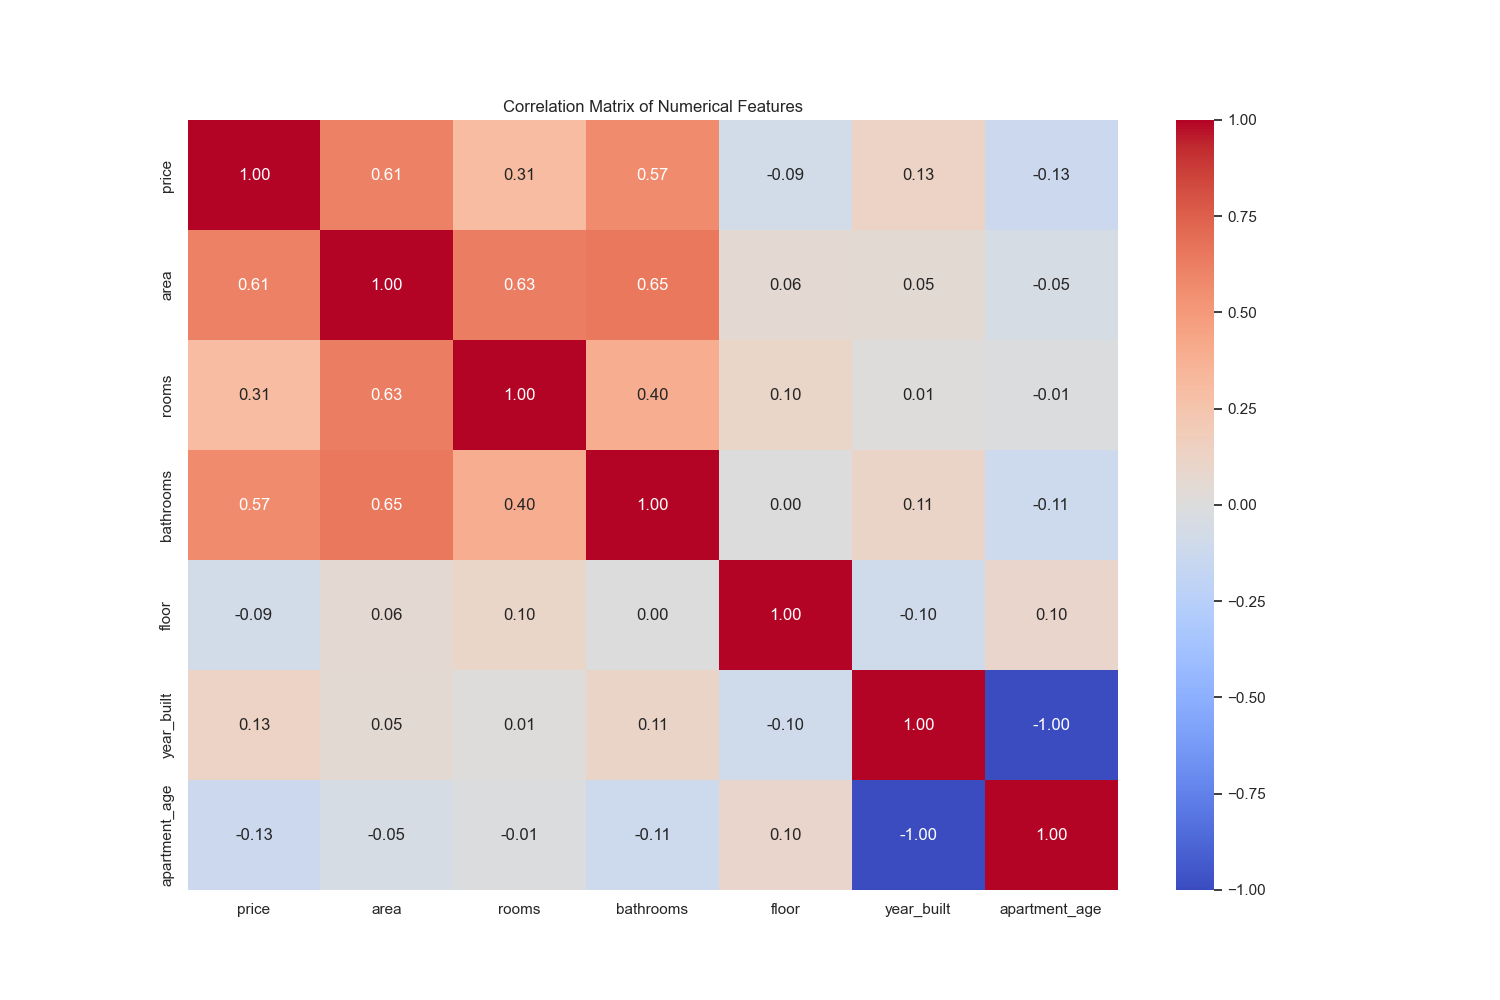 Correlation Matrix of Numerical Features
price 1.00 0.61 0.31 0.57 -0.09 0.13 -0.13
area 0.61 1.00 0.63 0.65 0.06 0.05 -0.05
rooms 0.31 0.63 1.00 0.40 0.10 0.01 -0.01
bathrooms 0.57 0.65 0.40 1.00 0.00 0.11 -0.11
floor -0.09 0.06 0.10 0.00 1.00 -0.10 0.10
year_built 0.13 0.05 0.01 0.11 -0.10 1.00 -1.00
apartment_age -0.13 -0.05 -0.01 -0.11 0.10 -1.00 1.00
price area rooms bathrooms floor year_built apartment_age
1.00
0.75
0.50
0.25
0.00
−0.25
−0.50
−0.75
−1.00